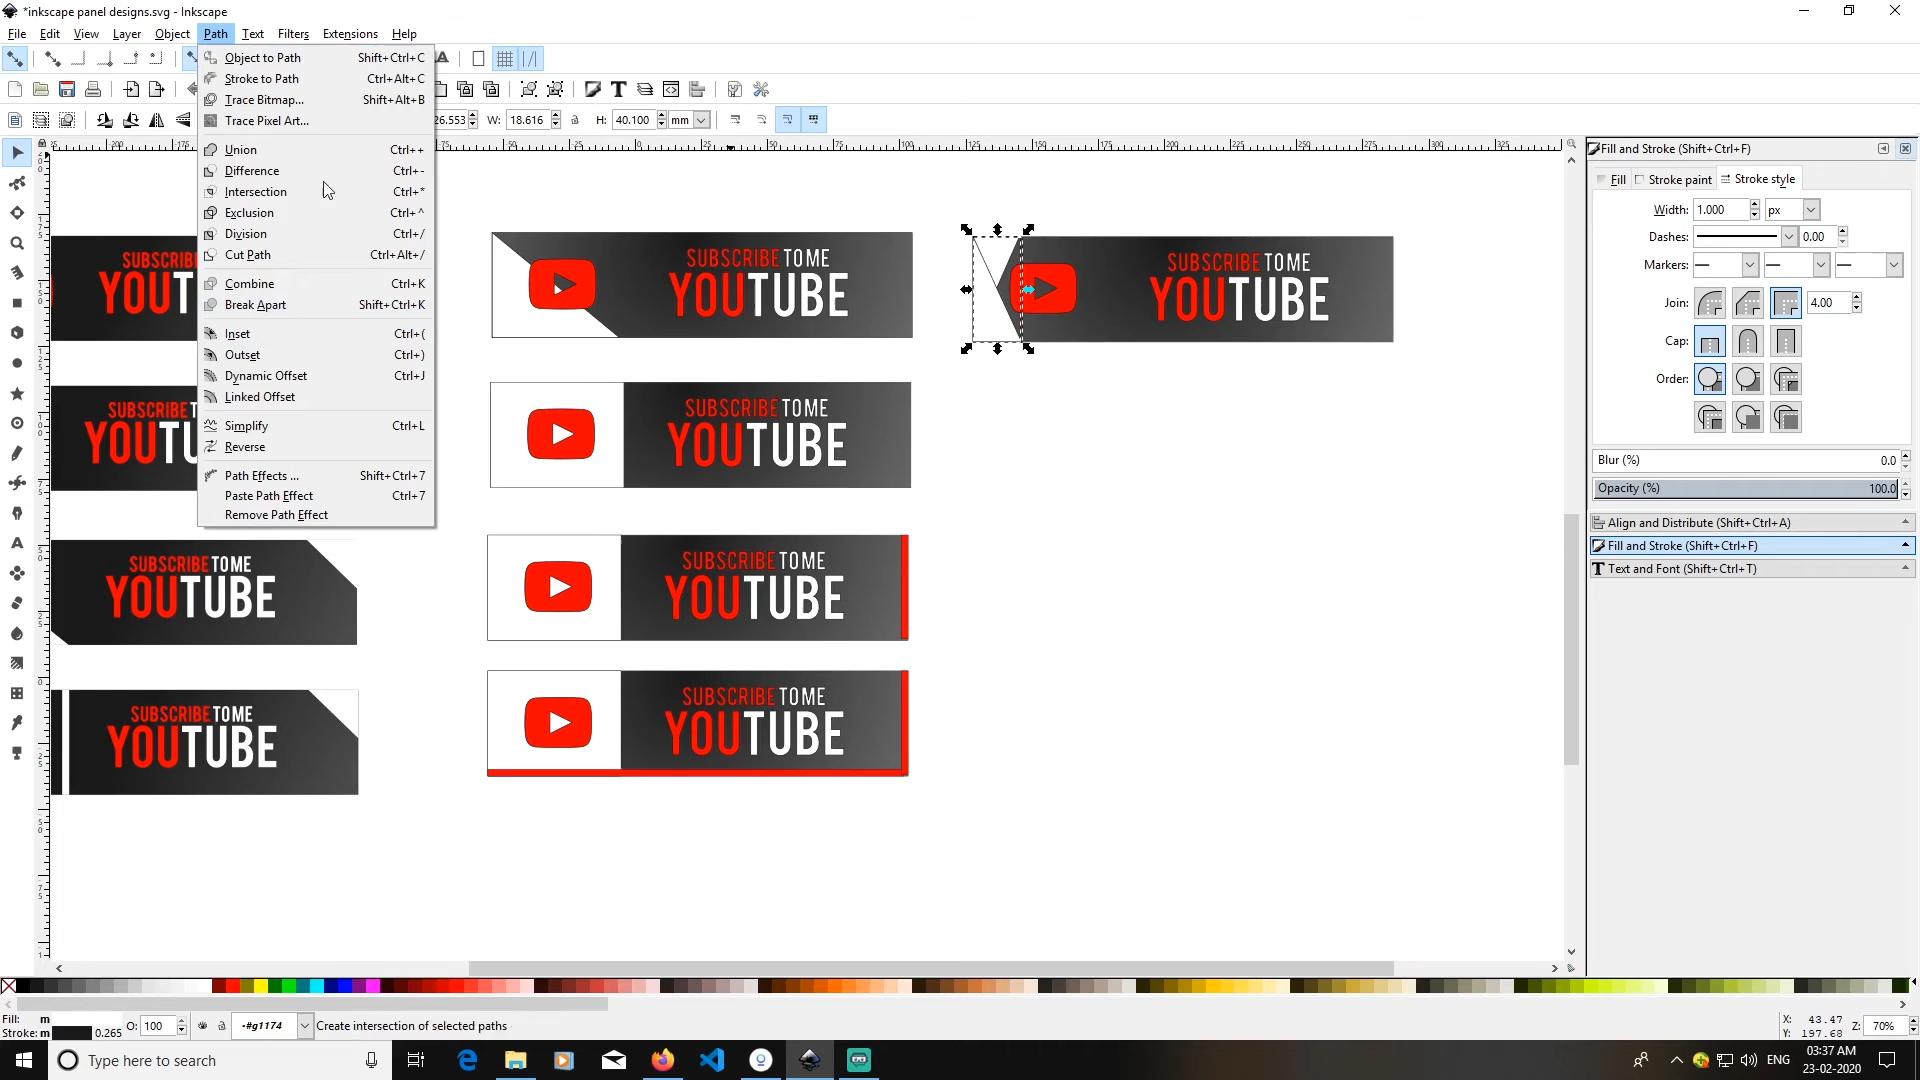 *inkscape panel designs.svg - Inkscape
File Edit View Layer Object Path Text Filters Extensions Help
Object to Path Shift+Ctrl+C
Stroke to Path Ctrl+Alt+C
Trace Bitmap... Shift+Alt+B
Trace Pixel Art...
Union Ctrl++
Difference Ctrl+-
Intersection Ctrl+*
Exclusion Ctrl+^
Division Ctrl+/
Cut Path Ctrl+Alt+/
Combine Ctrl+K
Break Apart Shift+Ctrl+K
Inset Ctrl+(
Outset Ctrl+)
Dynamic Offset Ctrl+J
Linked Offset
Simplify Ctrl+L
Reverse
Path Effects ... Shift+Ctrl+7
Paste Path Effect Ctrl+7
Remove Path Effect
26.553 W: 18.616 H: 40.100 mm
SUBSCRIBE
YOUT
SUBSCRIB
YOUTU
SUBSCRIBE TO ME
YOUTUBE
SUBSCRIBE TO ME
YOUTUBE
SUBSCRIBE TO ME
YOUTUBE
SUBSCRIBE TO ME
YOUTUBE
SUBSCRIBE TO ME
YOUTUBE
SUBSCRIBE TO ME
YOUTUBE
SUBSCRIBE TO ME
YOUTUBE
Fill and Stroke (Shift+Ctrl+F)
Fill Stroke paint Stroke style
Width: 1.000 px
Dashes: 0.00
Markers:
Join: 4.00
Cap:
Order:
Blur (%) 0.0
Opacity (%) 100.0
Align and Distribute (Shift+Ctrl+A)
Fill and Stroke (Shift+Ctrl+F)
Text and Font (Shift+Ctrl+T)
Fill: m
Stroke: m 0.265
O: 100
-#g1174
Create intersection of selected paths
X: 43.47
Y: 197.68
Z: 70%
Type here to search
ENG
03:37 AM
23-02-2020